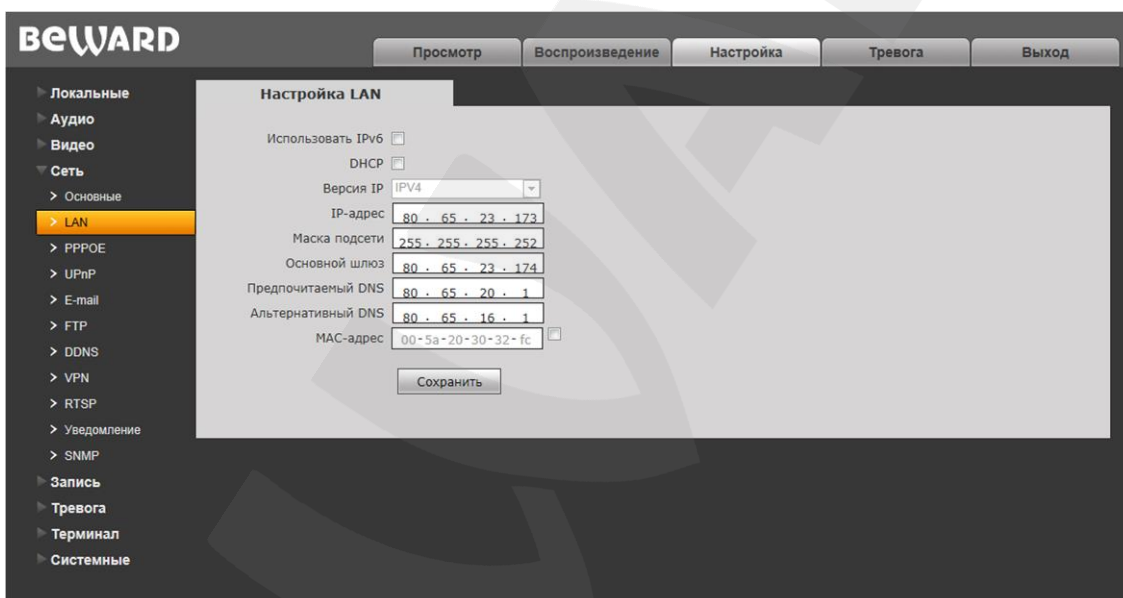 BEWARD
Просмотр Воспроизведение Настройка Тревога Выход
Локальные
Аудио
Видео
Сеть
> Основные
> LAN
> PPPOE
> UPnP
> E-mail
> FTP
> DDNS
> VPN
> RTSP
> Уведомление
> SNMP
Запись
Тревога
Терминал
Системные
Настройка LAN
Использовать IPv6
DHCP
Версия IP IPV4
IP-адрес 80 . 65 . 23 . 173
Маска подсети 255 . 255 . 255 . 252
Основной шлюз 80 . 65 . 23 . 174
Предпочитаемый DNS 80 . 65 . 20 . 1
Альтернативный DNS 80 . 65 . 16 . 1
MAC-адрес 00-5a-20-30-32-fc
Сохранить